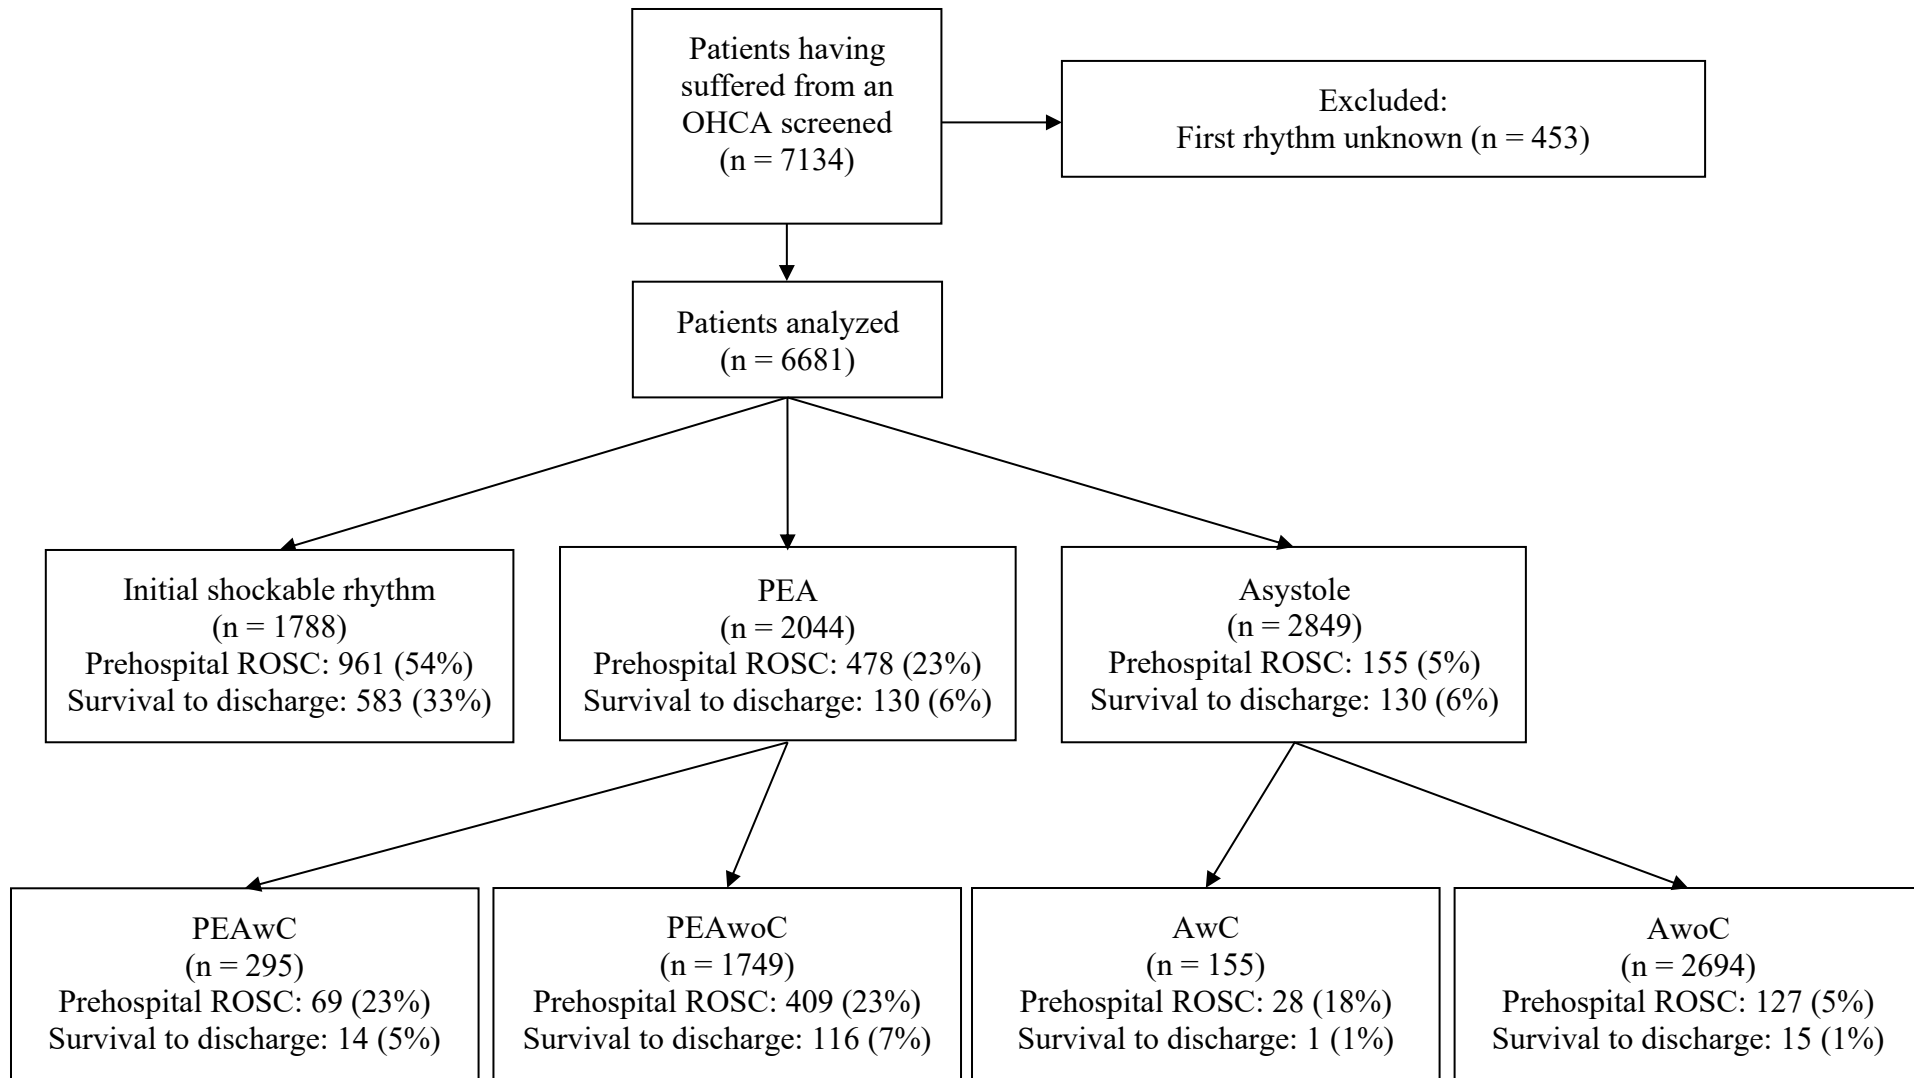 Patients having
suffered from an
OHCA screened
(n = 7134)
Excluded:
First rhythm unknown (n = 453)
Patients analyzed
(n = 6681)
Initial shockable rhythm
(n = 1788)
Prehospital ROSC: 961 (54%)
Survival to discharge: 583 (33%)
PEA
(n = 2044)
Prehospital ROSC: 478 (23%)
Survival to discharge: 130 (6%)
Asystole
(n = 2849)
Prehospital ROSC: 155 (5%)
Survival to discharge: 130 (6%)
PEAwC
(n = 295)
Prehospital ROSC: 69 (23%)
Survival to discharge: 14 (5%)
PEAwoC
(n = 1749)
Prehospital ROSC: 409 (23%)
Survival to discharge: 116 (7%)
AwC
(n = 155)
Prehospital ROSC: 28 (18%)
Survival to discharge: 1 (1%)
AwoC
(n = 2694)
Prehospital ROSC: 127 (5%)
Survival to discharge: 15 (1%)